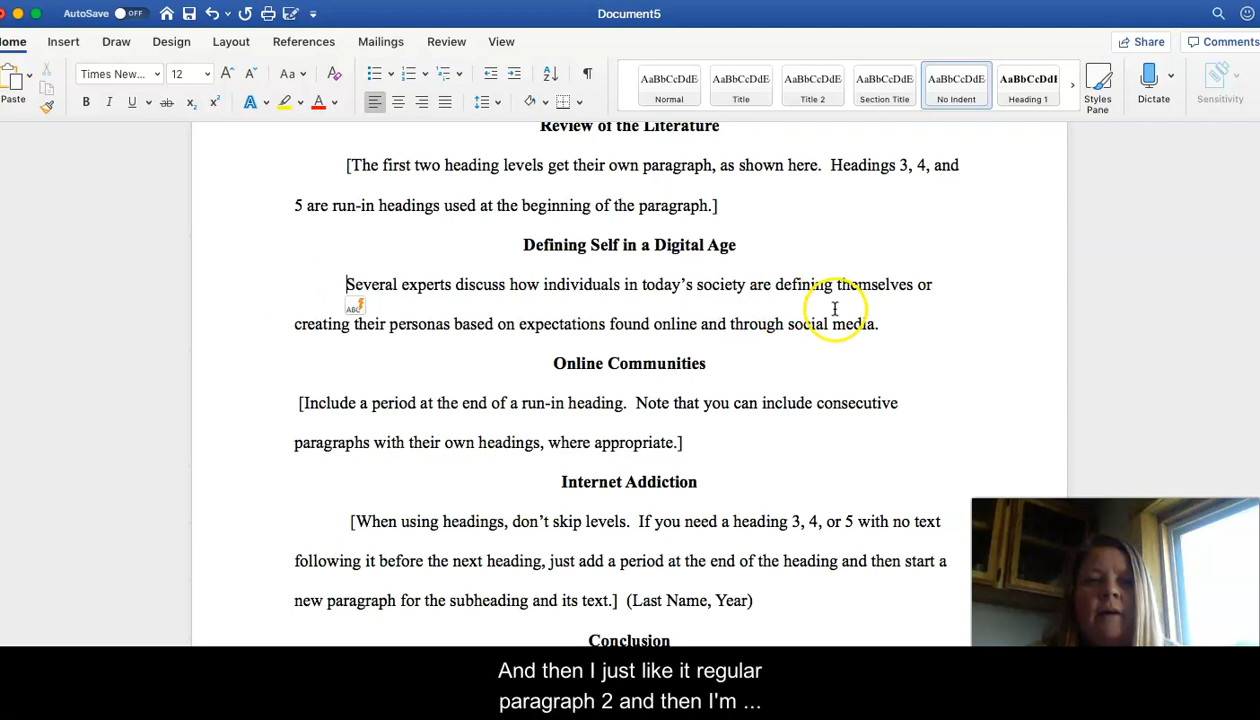 AutoSave OFF
Document5
Home Insert Draw Design Layout References Mailings Review View
Share Comments
Paste
Times New... 12
Aa
B I U ab x₂ x² A A
AaBbCcDdE AaBbCcDdE AaBbCcDdE AaBbCcDdE AaBbCcDdE AaBbCcDdE
Normal Title Title 2 Section Title No Indent Heading 1
Styles Pane
Dictate
Sensitivity
Review of the Literature
[The first two heading levels get their own paragraph, as shown here. Headings 3, 4, and
5 are run-in headings used at the beginning of the paragraph.]
Defining Self in a Digital Age
Several experts discuss how individuals in today’s society are defining themselves or
ABC
creating their personas based on expectations found online and through social media.
Online Communities
[Include a period at the end of a run-in heading. Note that you can include consecutive
paragraphs with their own headings, where appropriate.]
Internet Addiction
[When using headings, don’t skip levels. If you need a heading 3, 4, or 5 with no text
following it before the next heading, just add a period at the end of the heading and then start a
new paragraph for the subheading and its text.] (Last Name, Year)
Conclusion
And then I just like it regular
paragraph 2 and then I'm ...